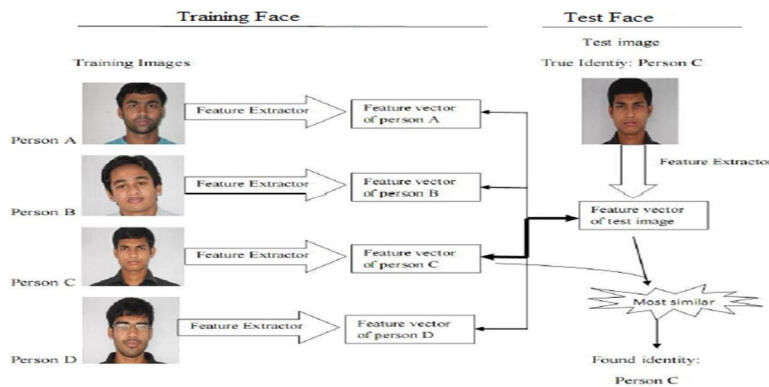 Training Face
Test Face
Test image
True Identiy: Person C
Training Images
Person A
Feature Extractor
Feature vector
of person A
Person B
Feature Extractor
Feature vector
of person B
Person C
Feature Extractor
Feature vector
of person C
Person D
Feature Extractor
Feature vector
of person D
Feature Extractor
Feature vector
of test image
Most similar
Found identity:
Person C